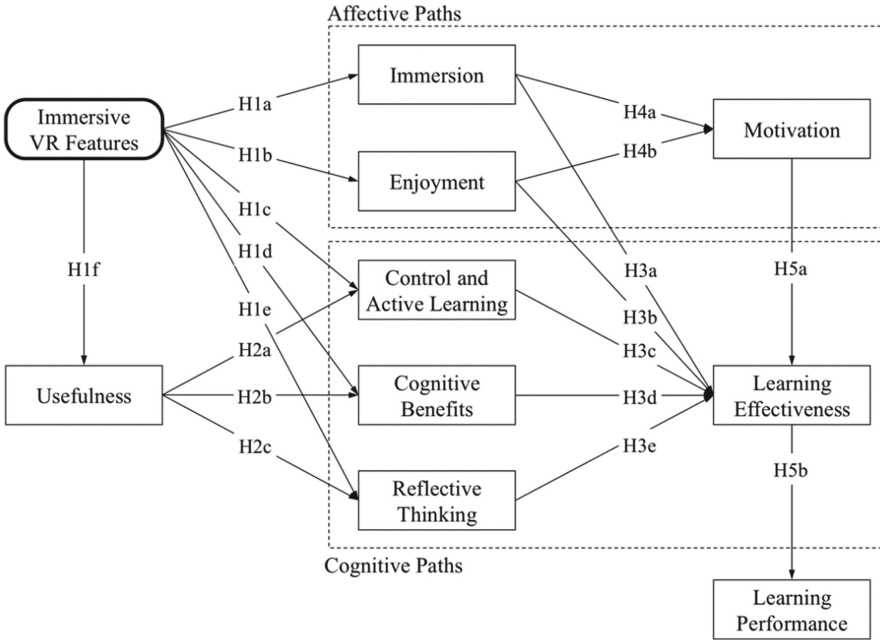 Affective Paths
Immersive
VR Features
Immersion
Enjoyment
Motivation
H1a
H1b
H1c
H1d
H1e
H1f
H4a
H4b
H3a
H3b
H3c
H3d
H3e
H5a
Control and
Active Learning
Usefulness
H2a
H2b
H2c
Cognitive
Benefits
Reflective
Thinking
Learning
Effectiveness
H5b
Cognitive Paths
Learning
Performance